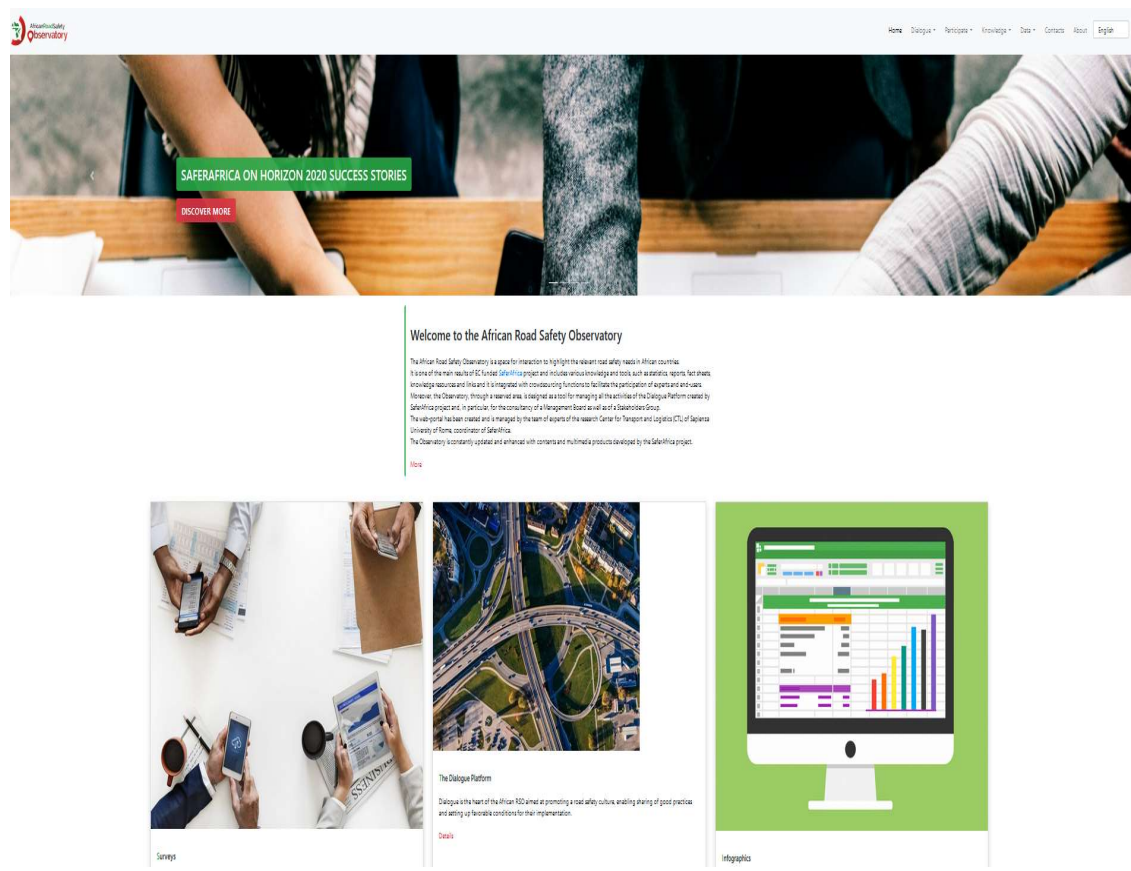 AfricanRoadSafety
Observatory
Home Dialogue Participate Knowledge Data Contacts About English
SAFERAFRICA ON HORIZON 2020 SUCCESS STORIES
DISCOVER MORE
Welcome to the African Road Safety Observatory
The African Road Safety Observatory is a space for interaction to highlight the relevant road safety needs in African countries.
It is one of the main results of EC funded SaferAfrica project and includes various knowledge and tools, such as statistics, reports, fact sheets,
knowledge resources and links and it is integrated with crowdsourcing functions to facilitate the participation of experts and end-users.
Moreover, the Observatory, through a reserved area, is designed as a tool for managing all the activities of the Dialogue Platform created by
SaferAfrica project and, in particular, for the consultancy of a Management Board as well as of a Stakeholders Group.
The web-portal has been created and is managed by the team of experts of the research Center for Transport and Logistics (CTL) of Sapienza
University of Rome, coordinator of SaferAfrica.
The Observatory is constantly updated and enhanced with contents and multimedia products developed by the SaferAfrica project.
More
BUSINESS
The Dialogue Platform
Dialogue is the heart of the African RSO aimed at promoting a road safety culture, enabling sharing of good practices
and setting up favorable conditions for their implementation.
Details
Surveys
Infographics